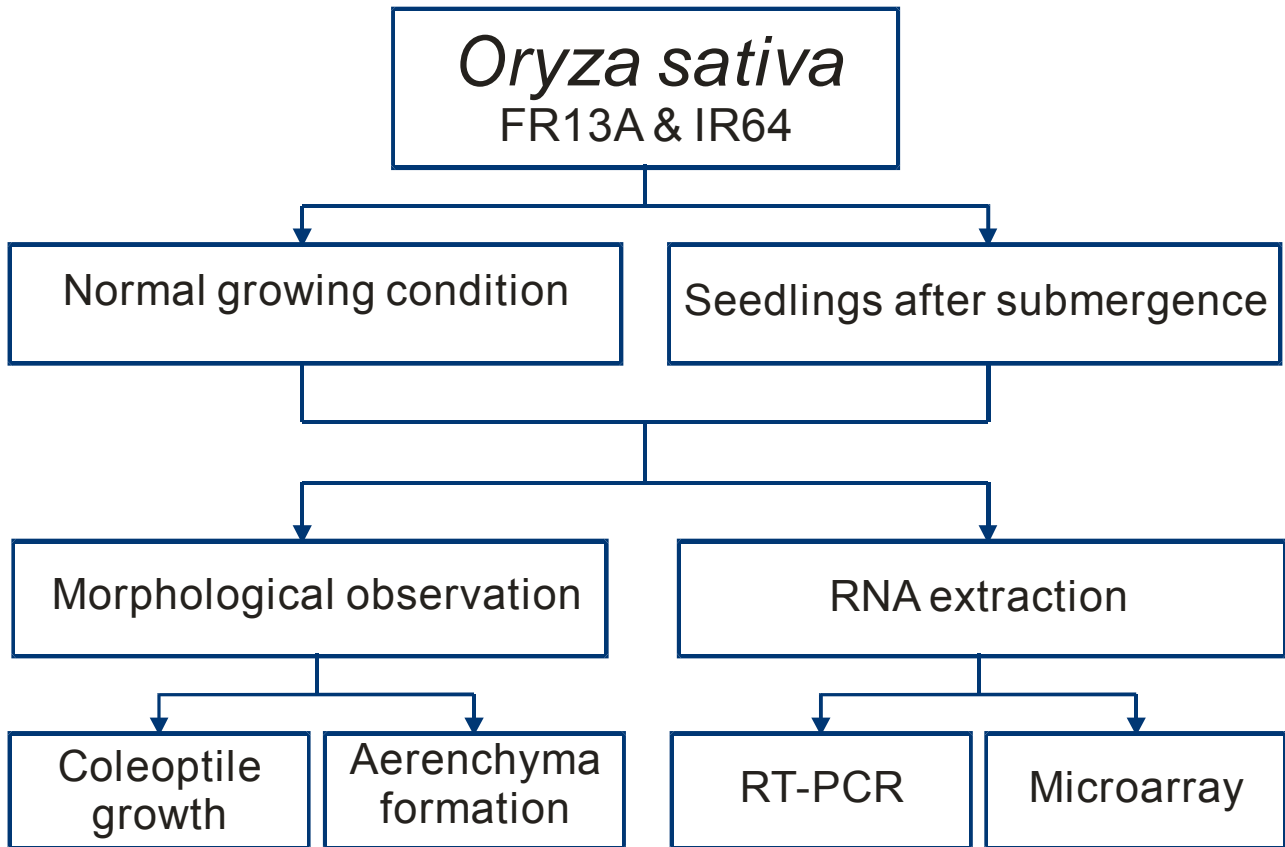 Oryza sativa
FR13A & IR64
Normal growing condition
Seedlings after submergence
Morphological observation
RNA extraction
Coleoptile
growth
Aerenchyma
formation
RT-PCR
Microarray